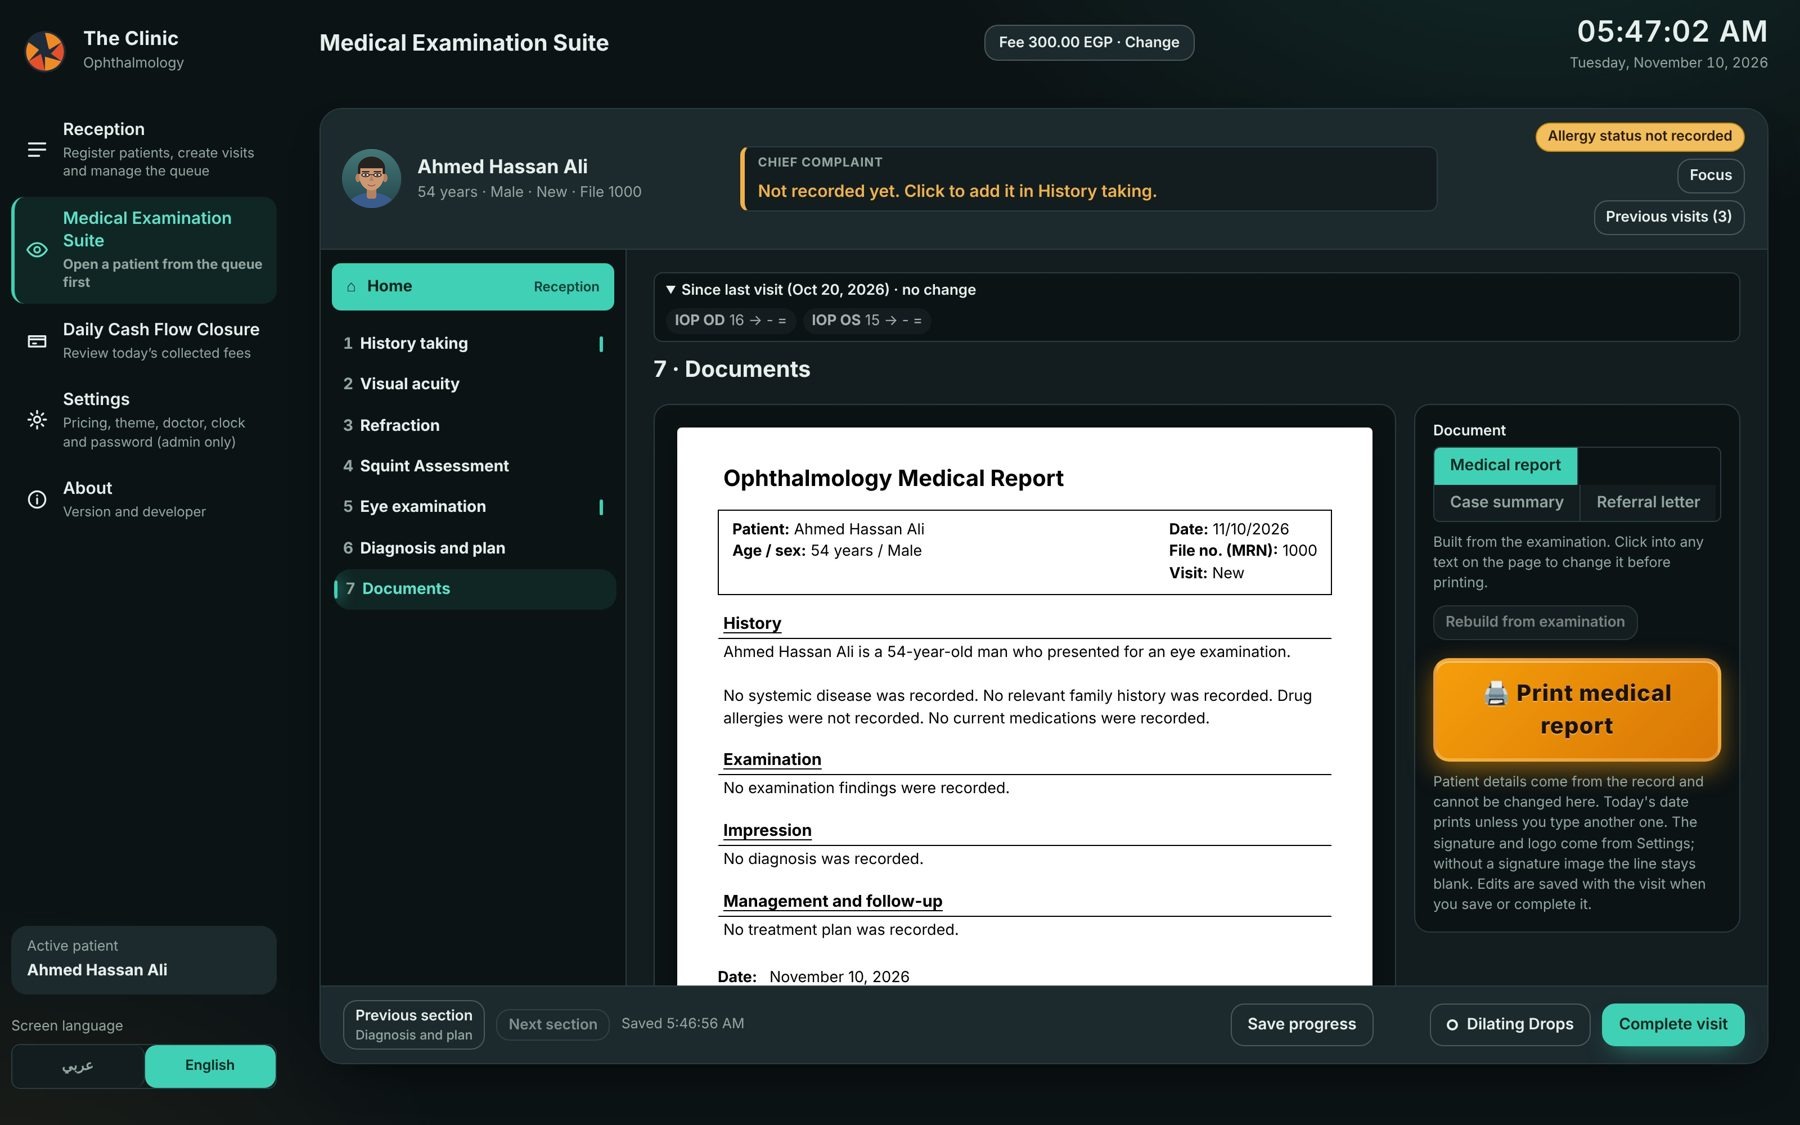 The Clinic
Ophthalmology
Medical Examination Suite
Fee 300.00 EGP · Change
05:47:02 AM
Tuesday, November 10, 2026
Reception
Register patients, create visits
and manage the queue
Medical Examination
Suite
Open a patient from the queue
first
Daily Cash Flow Closure
Review today's collected fees
Settings
Pricing, theme, doctor, clock
and password (admin only)
About
Version and developer
Active patient
Ahmed Hassan Ali
Screen language
عربي
English
Ahmed Hassan Ali
54 years · Male · New · File 1000
CHIEF COMPLAINT
Not recorded yet. Click to add it in History taking.
Allergy status not recorded
Focus
Previous visits (3)
Home
Reception
1 History taking
2 Visual acuity
3 Refraction
4 Squint Assessment
5 Eye examination
6 Diagnosis and plan
7 Documents
▼ Since last visit (Oct 20, 2026) · no change
IOP OD 16 → - =
IOP OS 15 → - =
7 · Documents
Ophthalmology Medical Report
Patient: Ahmed Hassan Ali
Age / sex: 54 years / Male
Date: 11/10/2026
File no. (MRN): 1000
Visit: New
History
Ahmed Hassan Ali is a 54-year-old man who presented for an eye examination.
No systemic disease was recorded. No relevant family history was recorded. Drug
allergies were not recorded. No current medications were recorded.
Examination
No examination findings were recorded.
Impression
No diagnosis was recorded.
Management and follow-up
No treatment plan was recorded.
Date: November 10, 2026
Document
Medical report
Case summary
Referral letter
Built from the examination. Click into any
text on the page to change it before
printing.
Rebuild from examination
Print medical
report
Patient details come from the record and
cannot be changed here. Today's date
prints unless you type another one. The
signature and logo come from Settings;
without a signature image the line stays
blank. Edits are saved with the visit when
you save or complete it.
Previous section
Diagnosis and plan
Next section
Saved 5:46:56 AM
Save progress
Dilating Drops
Complete visit